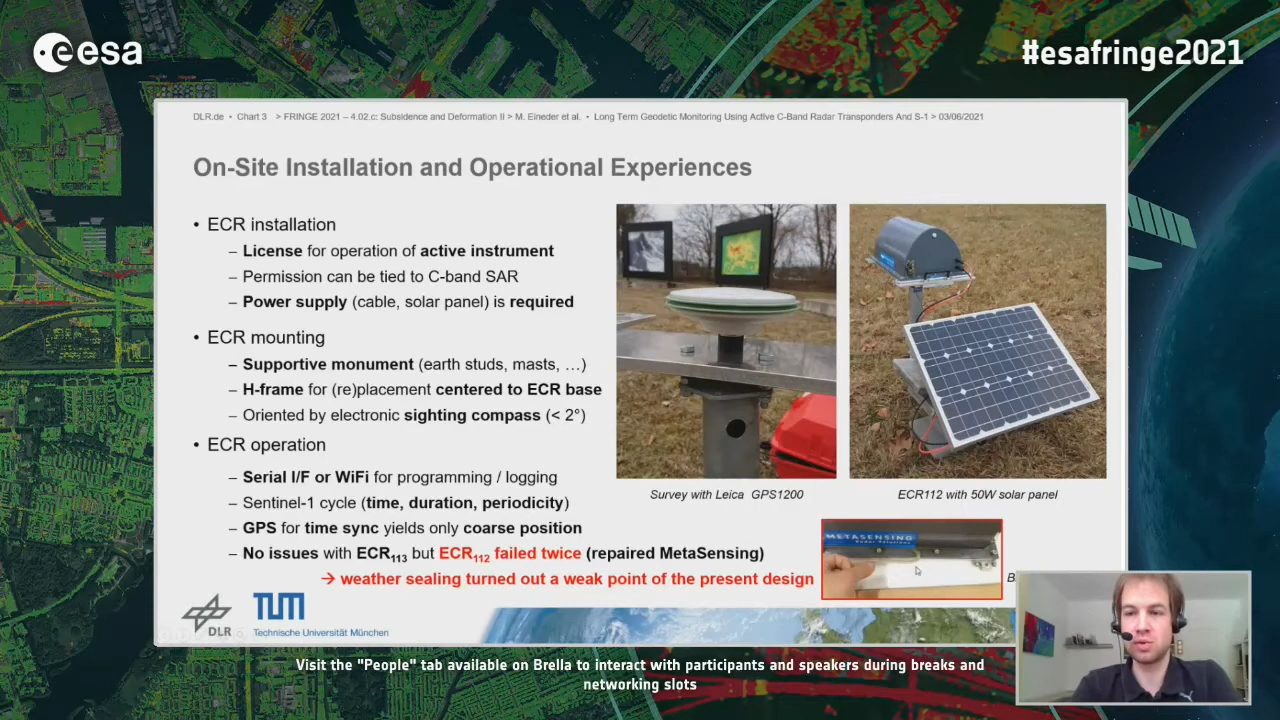 esa
#esafringe2021
DLR.de • Chart 3 > FRINGE 2021 – 4.02.c: Subsidence and Deformation II > M. Eineder et al. • Long Term Geodetic Monitoring Using Active C-Band Radar Transponders And S-1 > 03/06/2021
On-Site Installation and Operational Experiences
• ECR installation
– License for operation of active instrument
– Permission can be tied to C-band SAR
– Power supply (cable, solar panel) is required
• ECR mounting
– Supportive monument (earth studs, masts, …)
– H-frame for (re)placement centered to ECR base
– Oriented by electronic sighting compass (< 2°)
• ECR operation
– Serial I/F or WiFi for programming / logging
– Sentinel-1 cycle (time, duration, periodicity)
– GPS for time sync yields only coarse position
– No issues with ECR113 but ECR112 failed twice (repaired MetaSensing)
→ weather sealing turned out a weak point of the present design
Survey with Leica GPS1200
ECR112 with 50W solar panel
METASENSING
Radar Solutions
DLR
TUM
Technische Universität München
Visit the "People" tab available on Brella to interact with participants and speakers during breaks and
networking slots